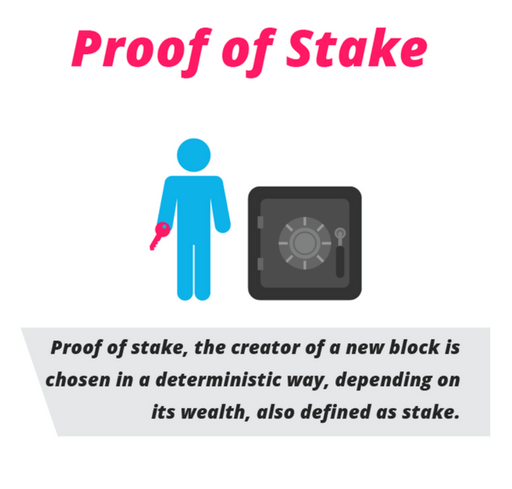 Proof of Stake
Proof of stake, the creator of a new block is
chosen in a deterministic way, depending on
its wealth, also defined as stake.